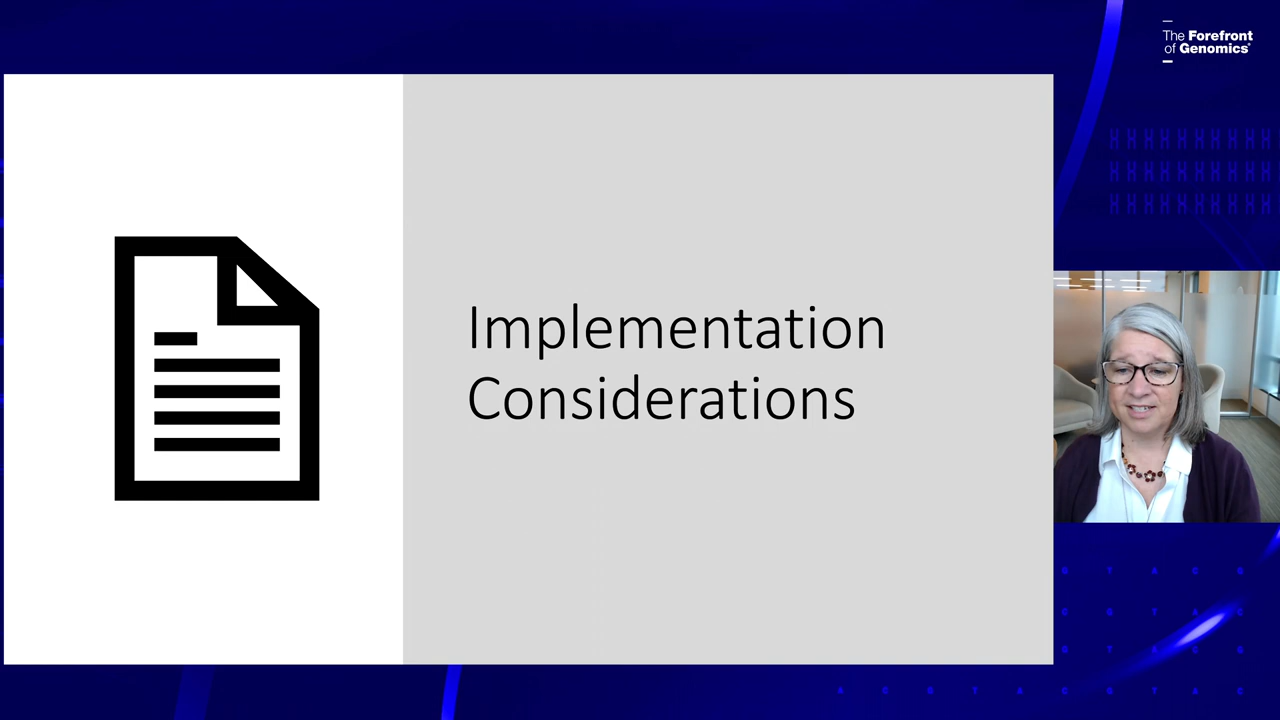 The Forefront
of Genomics®
Implementation
Considerations
G T A C G
C G T A C
G T A C G
A C G T A C G T A C